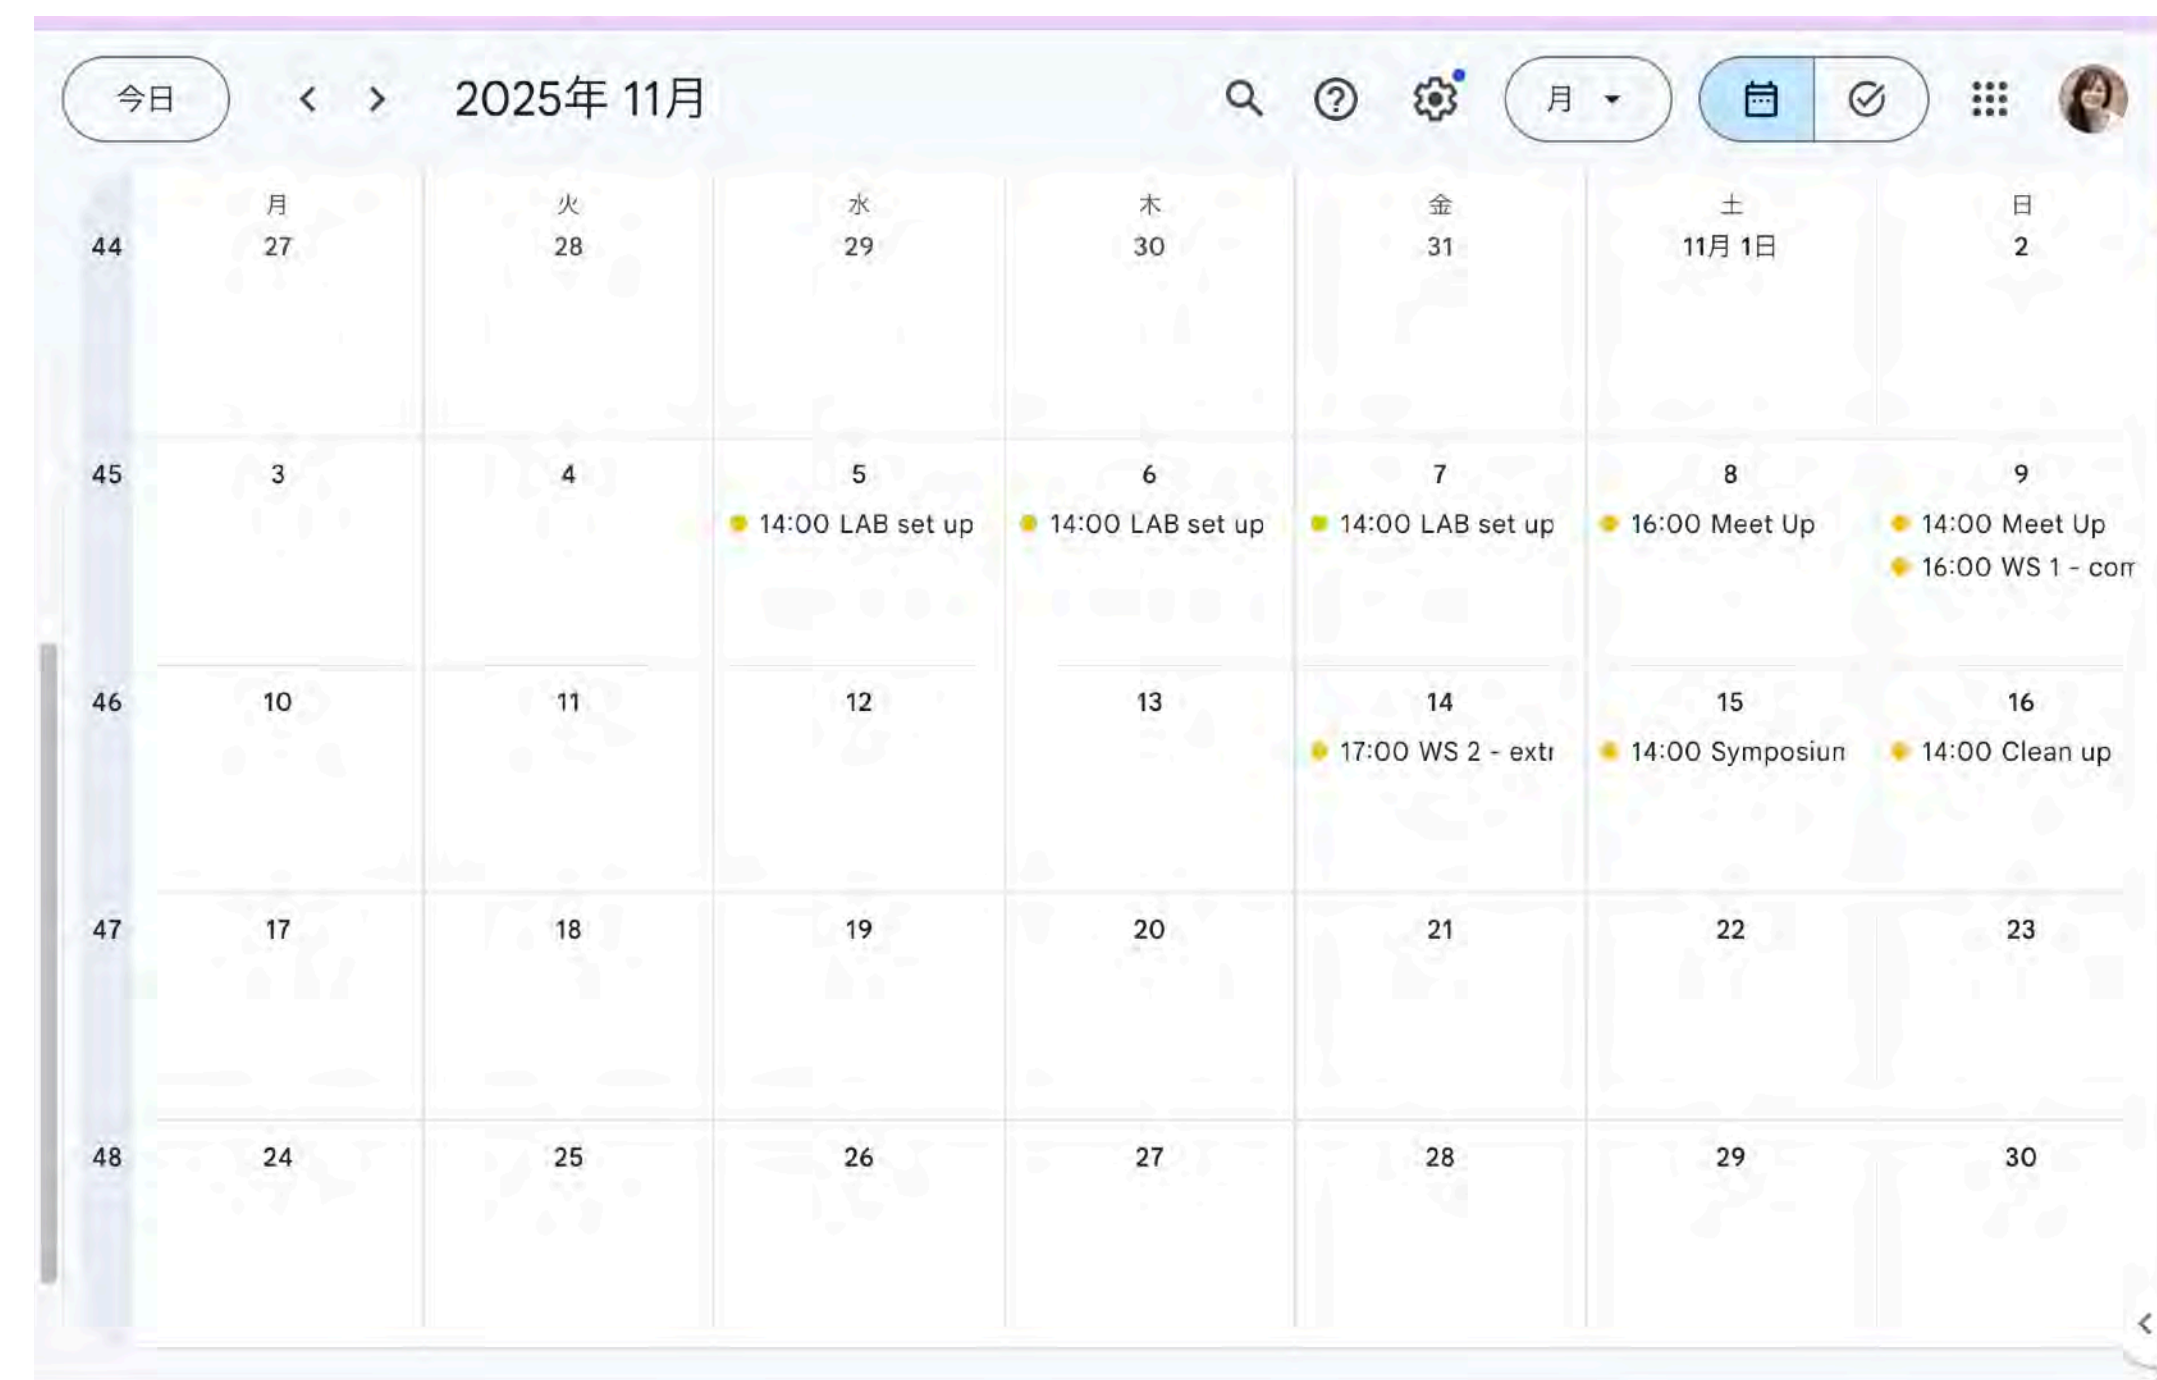 今日 2025年 11月 月
月 火 水 木 金 土 日
44 27 28 29 30 31 11月 1日 2
45 3 4 5 6 7 8 9
14:00 LAB set up 14:00 LAB set up 14:00 LAB set up 16:00 Meet Up 14:00 Meet Up
16:00 WS 1 - com
46 10 11 12 13 14 15 16
17:00 WS 2 - extr 14:00 Symposium 14:00 Clean up
47 17 18 19 20 21 22 23
48 24 25 26 27 28 29 30